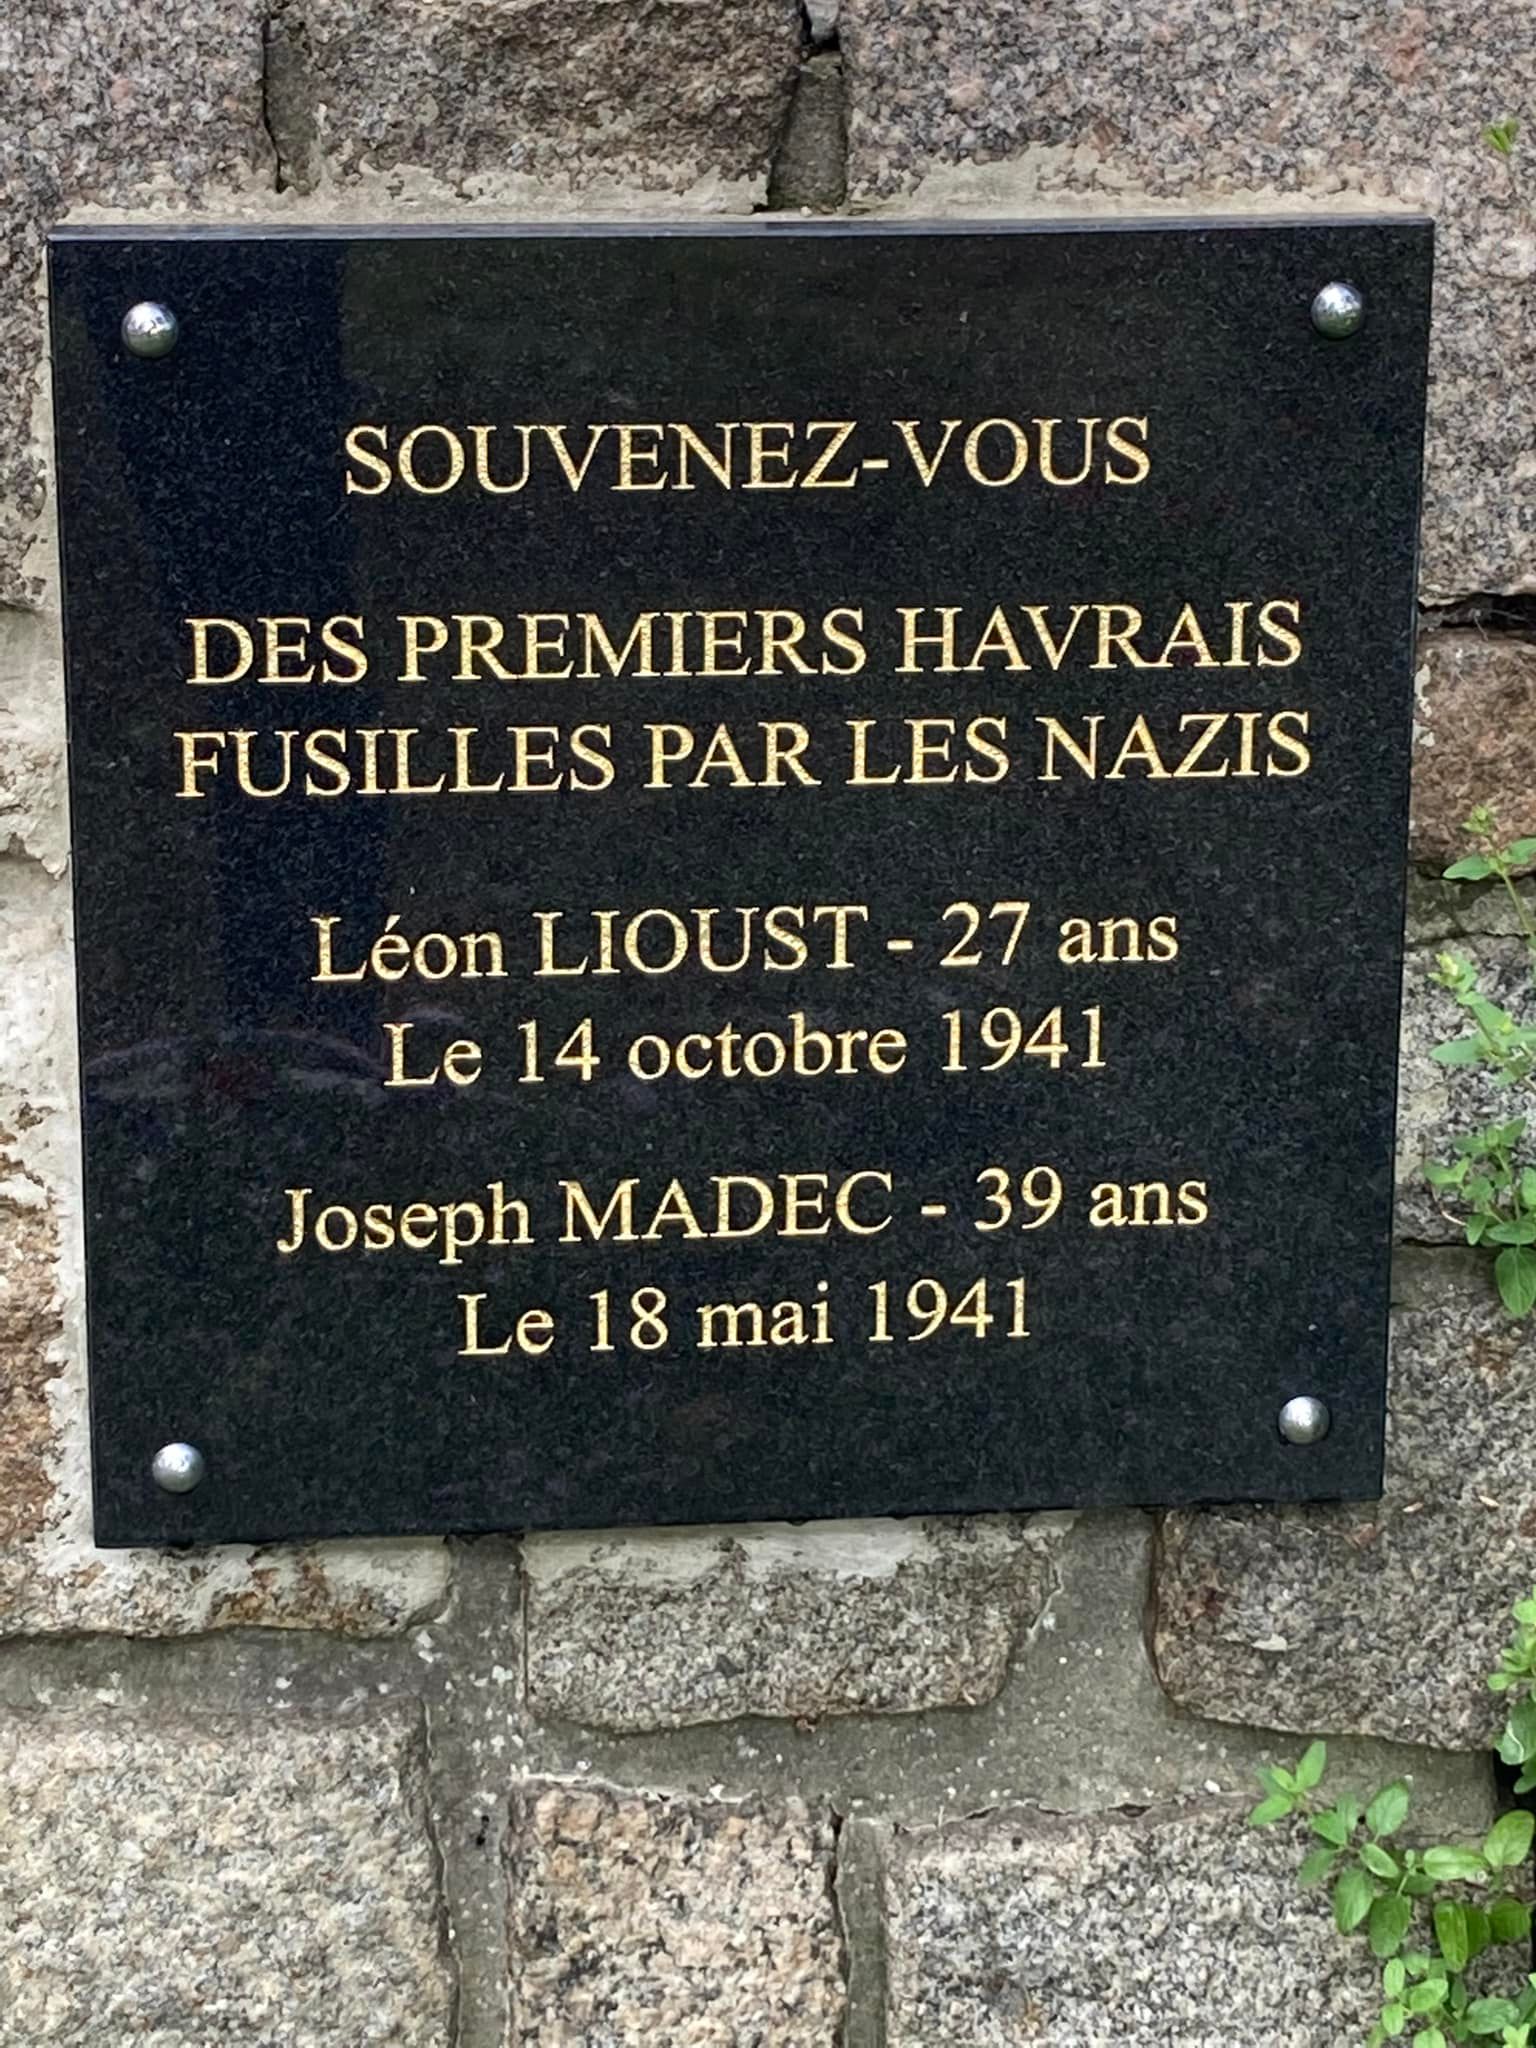 SOUVENEZ-VOUS
DES PREMIERS HAVRAIS
FUSILLES PAR LES NAZIS
Léon LIOUST - 27 ans
Le 14 octobre 1941
Joseph MADEC - 39 ans
Le 18 mai 1941